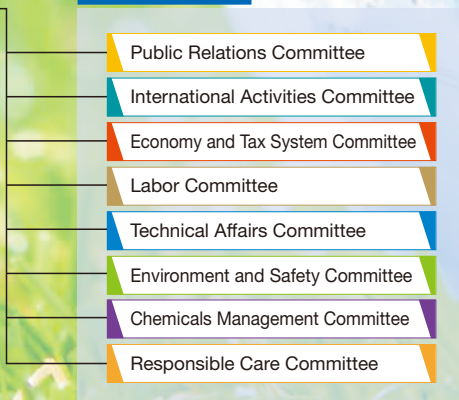 Public Relations Committee
International Activities Committee
Economy and Tax System Committee
Labor Committee
Technical Affairs Committee
Environment and Safety Committee
Chemicals Management Committee
Responsible Care Committee